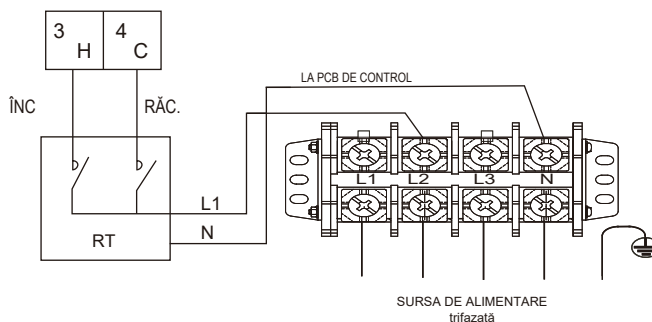 3 H 4 C
LA PCB DE CONTROL
ÎNC RĂC.
L1 L2 L3 N
L1
N
RT
SURSA DE ALIMENTARE
trifazată